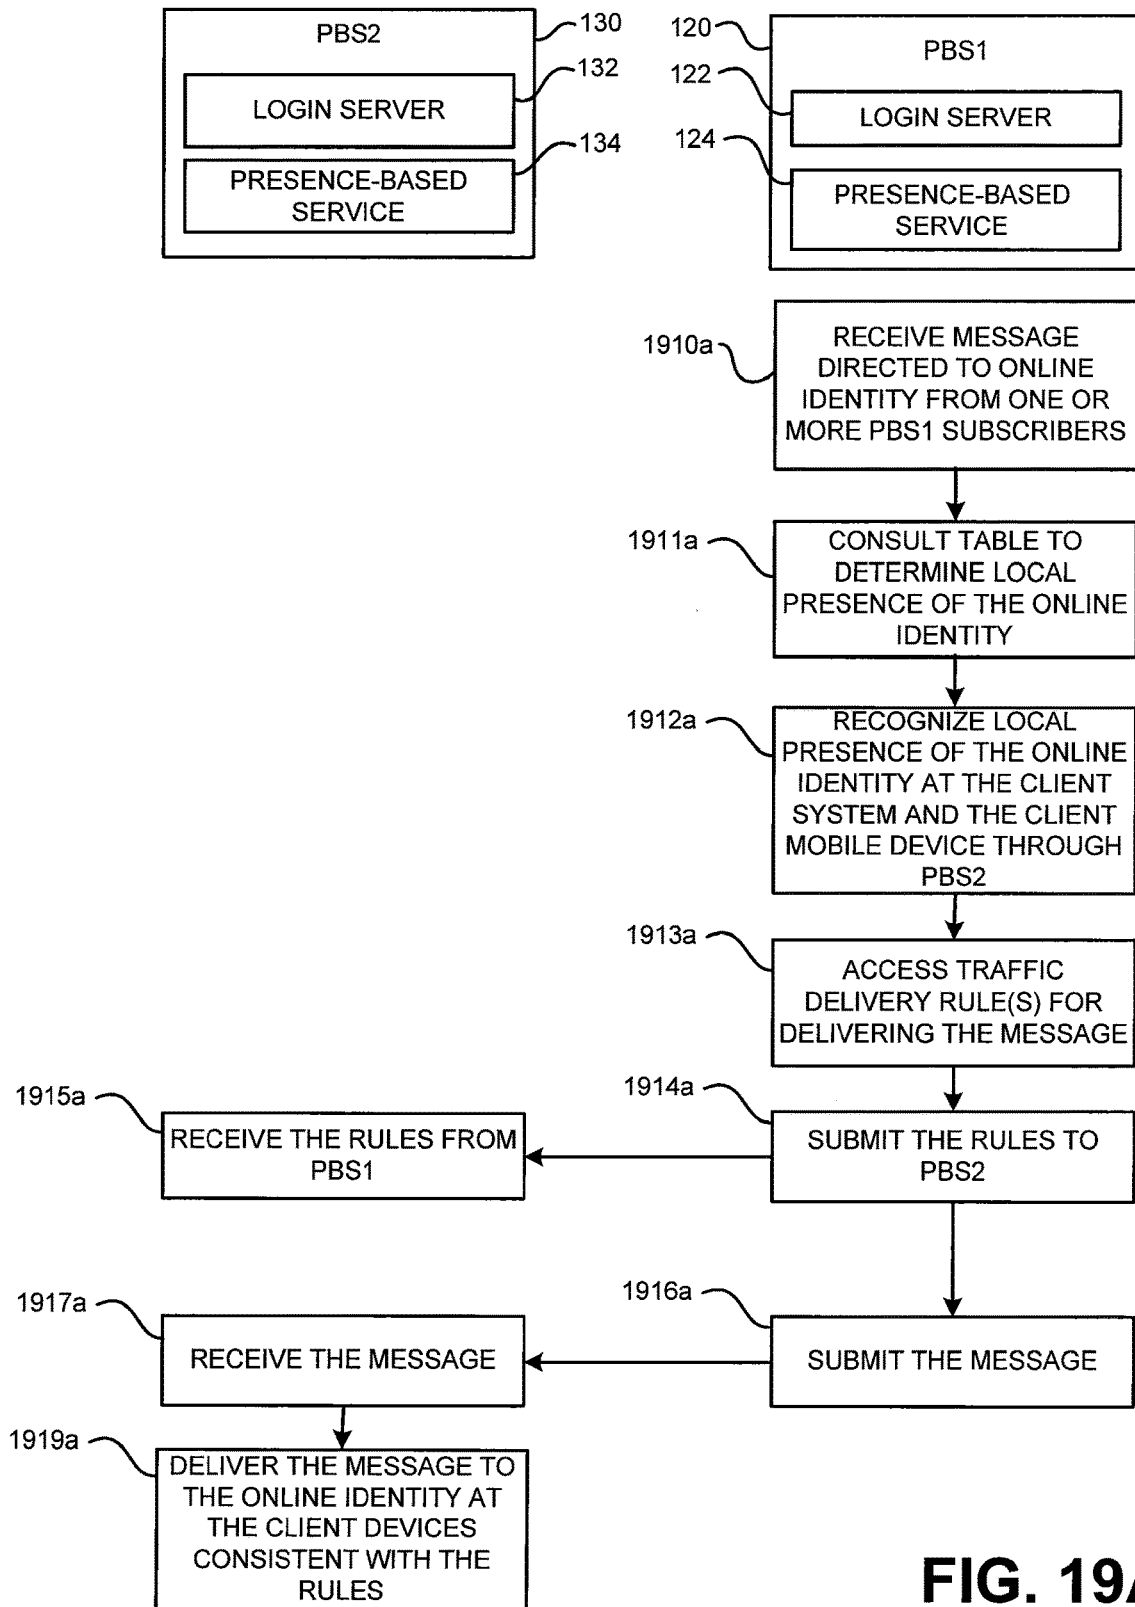 PBS2
130
LOGIN SERVER
132
PRESENCE-BASED
SERVICE
134
120
PBS1
122
LOGIN SERVER
124
PRESENCE-BASED
SERVICE
1910a
RECEIVE MESSAGE
DIRECTED TO ONLINE
IDENTITY FROM ONE OR
MORE PBS1 SUBSCRIBERS
1911a
CONSULT TABLE TO
DETERMINE LOCAL
PRESENCE OF THE ONLINE
IDENTITY
1912a
RECOGNIZE LOCAL
PRESENCE OF THE ONLINE
IDENTITY AT THE CLIENT
SYSTEM AND THE CLIENT
MOBILE DEVICE THROUGH
PBS2
1913a
ACCESS TRAFFIC
DELIVERY RULE(S) FOR
DELIVERING THE MESSAGE
1914a
SUBMIT THE RULES TO
PBS2
1915a
RECEIVE THE RULES FROM
PBS1
1916a
SUBMIT THE MESSAGE
1917a
RECEIVE THE MESSAGE
1919a
DELIVER THE MESSAGE TO
THE ONLINE IDENTITY AT
THE CLIENT DEVICES
CONSISTENT WITH THE
RULES
FIG. 19A